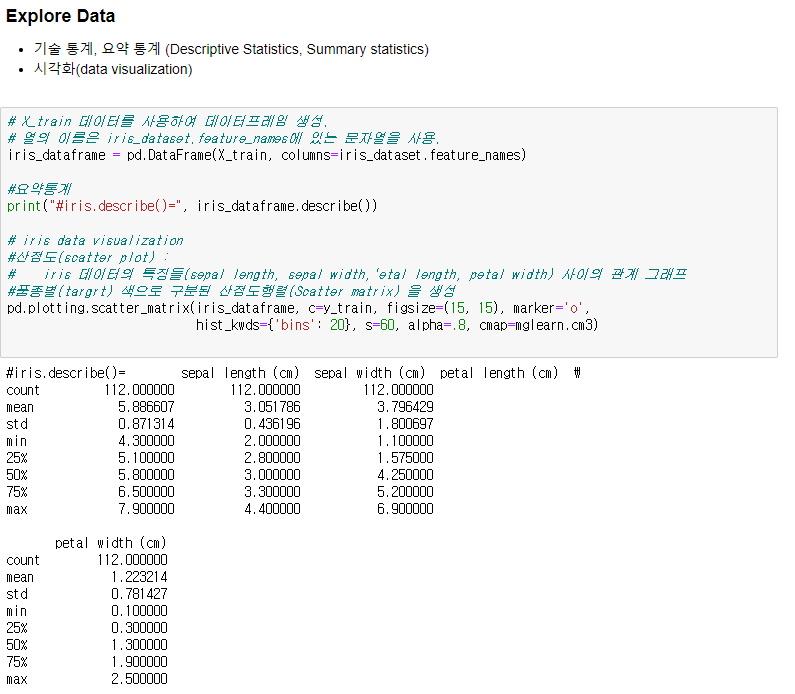 Explore Data
• 기술 통계, 요약 통계 (Descriptive Statistics, Summary statistics)
• 시각화(data visualization)
# X_train 데이터를 사용하여 데이터프레임 생성.
# 열의 이름은 iris_dataset.feature_names에 있는 문자열을 사용.
iris_dataframe = pd.DataFrame(X_train, columns=iris_dataset.feature_names)
#요약통계
print("#iris.describe()=", iris_dataframe.describe())
# iris data visualization
#산점도(scatter plot) :
#    iris 데이터의 특징들(sepal length, sepal width,'etal length, petal width) 사이의 관계 그래프
#품종별(targrt) 색으로 구분된 산점도행렬(Scatter matrix) 을 생성
pd.plotting.scatter_matrix(iris_dataframe, c=y_train, figsize=(15, 15), marker='o',
hist_kwds={'bins': 20}, s=60, alpha=.8, cmap=mglearn.cm3)
#iris.describe()=        sepal length (cm)  sepal width (cm)  petal length (cm)  ₩
count         112.000000        112.000000         112.000000
mean            5.886607          3.051786           3.796429
std             0.871314          0.436196           1.800697
min             4.300000          2.000000           1.100000
25%             5.100000          2.800000           1.575000
50%             5.800000          3.000000           4.250000
75%             6.500000          3.300000           5.200000
max             7.900000          4.400000           6.900000
petal width (cm)
count        112.000000
mean           1.223214
std            0.781427
min            0.100000
25%            0.300000
50%            1.300000
75%            1.900000
max            2.500000